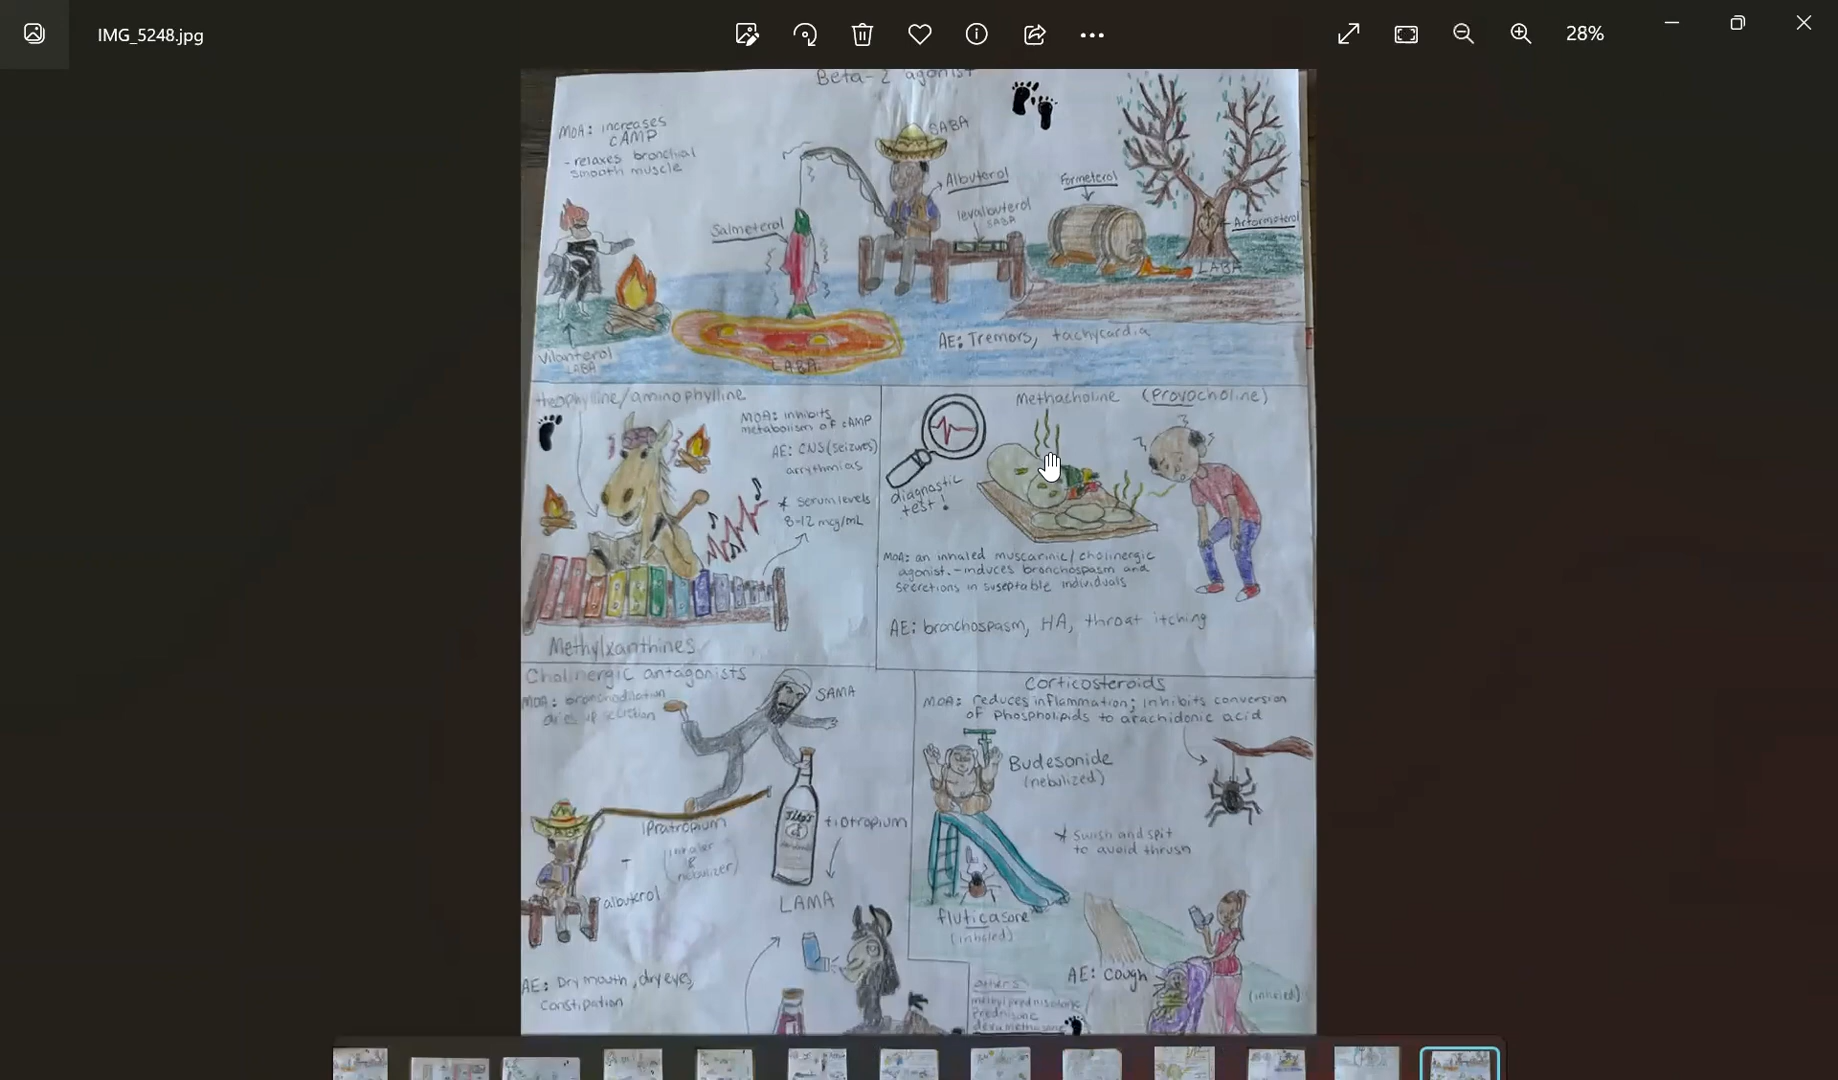 IMG_5248.jpg
28%
Beta-2 agonist
MOA: increases
cAMP
- relaxes bronchial
smooth muscle
SABA
Albuterol
levalbuterol
SABA
Formeterol
Arformoterol
LABA
Salmeterol
Vilanterol
LABA
LABA
AE: Tremors, tachycardia
theophylline/aminophylline
MOA: inhibits
metabolism of cAMP
AE: CNS (seizures)
arrythmias
* serum levels
8-12 mcg/mL
Methylxanthines
Methacholine (Provocholine)
diagnostic
test!
MOA: an inhaled muscarinic/cholinergic
agonist. - induces bronchospasm and
secretions in suseptable individuals
AE: bronchospasm, HA, throat itching
Cholinergic antagonists
MOA: bronchodilation
dries up secretion
SAMA
ipratropium
(inhaler
&
nebulizer)
+
albuterol
tiotropium
LAMA
AE: Dry mouth, dry eyes,
constipation
Corticosteroids
MOA: reduces inflammation; inhibits conversion
of phospholipids to arachidonic acid
Budesonide
(nebulized)
* Swish and spit
to avoid thrush
fluticasone
(inhaled)
AE: cough
(inhaled)
others:
methylprednisolone
Prednisone
dexamethasone